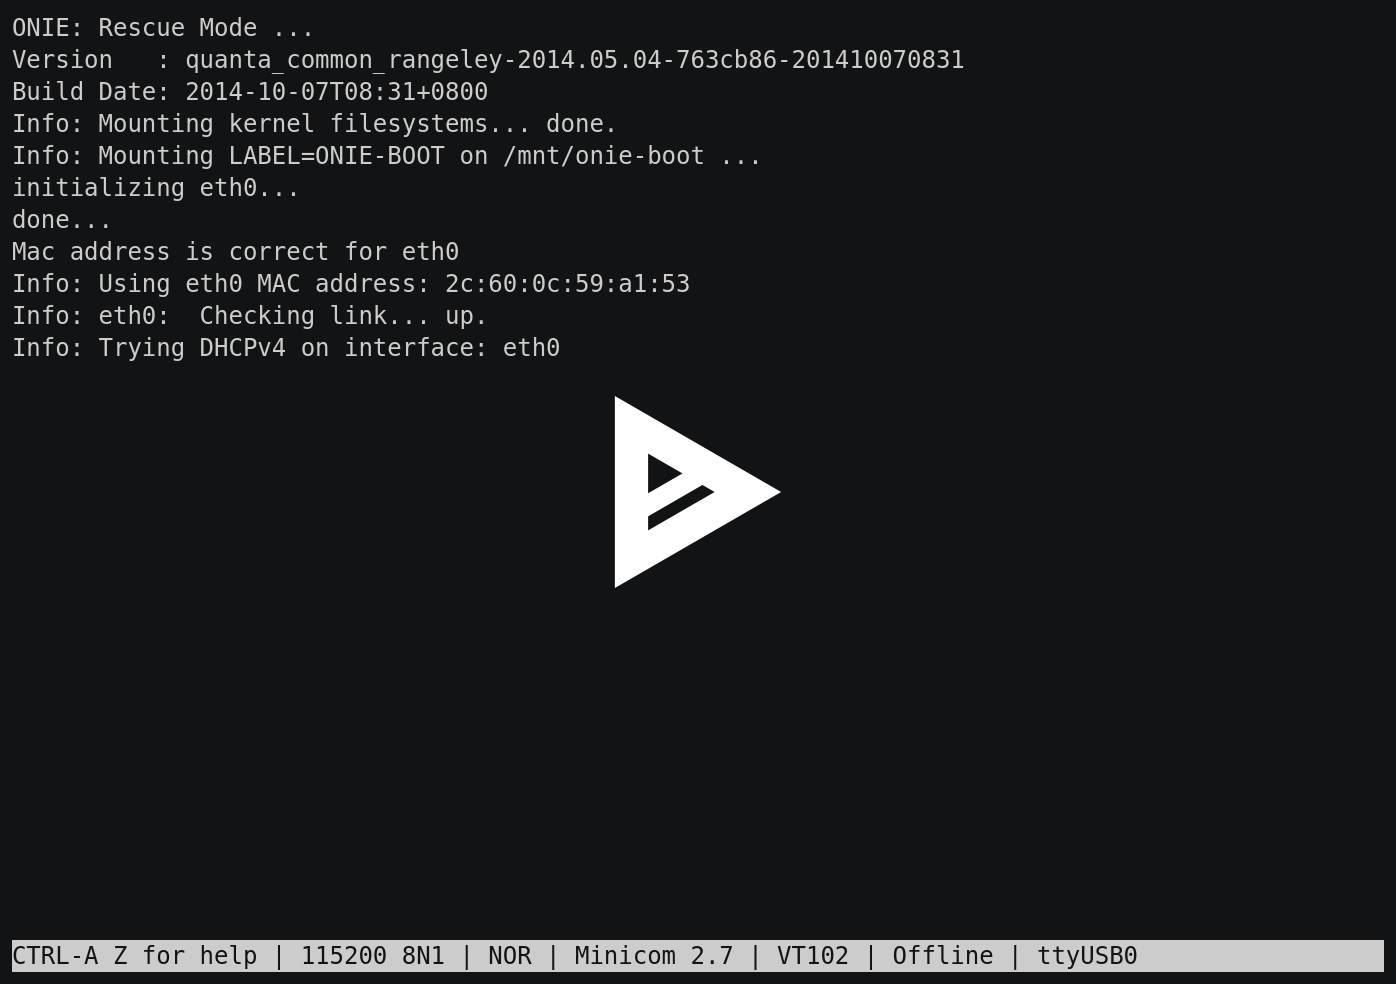 ONIE: Rescue Mode ...
Version   : quanta_common_rangeley-2014.05.04-763cb86-201410070831
Build Date: 2014-10-07T08:31+0800
Info: Mounting kernel filesystems... done.
Info: Mounting LABEL=ONIE-BOOT on /mnt/onie-boot ...
initializing eth0...
done...
Mac address is correct for eth0
Info: Using eth0 MAC address: 2c:60:0c:59:a1:53
Info: eth0:  Checking link... up.
Info: Trying DHCPv4 on interface: eth0
CTRL-A Z for help | 115200 8N1 | NOR | Minicom 2.7 | VT102 | Offline | ttyUSB0